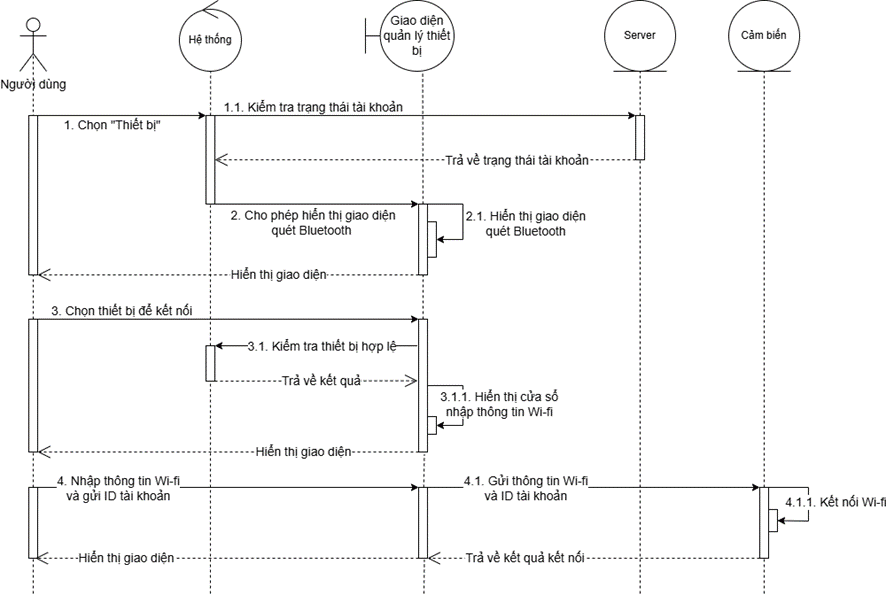 Người dùng
Hệ thống
Giao diện
quản lý thiết
bị
Server
Cảm biến
1. Chọn "Thiết bị"
1.1. Kiểm tra trạng thái tài khoản
Trả về trạng thái tài khoản
2. Cho phép hiển thị giao diện
quét Bluetooth
2.1. Hiển thị giao diện
quét Bluetooth
Hiển thị giao diện
3. Chọn thiết bị để kết nối
3.1. Kiểm tra thiết bị hợp lệ
Trả về kết quả
3.1.1. Hiển thị cửa sổ
nhập thông tin Wi-fi
Hiển thị giao diện
4. Nhập thông tin Wi-fi
và gửi ID tài khoản
4.1. Gửi thông tin Wi-fi
và ID tài khoản
4.1.1. Kết nối Wi-fi
Hiển thị giao diện
Trả về kết quả kết nối